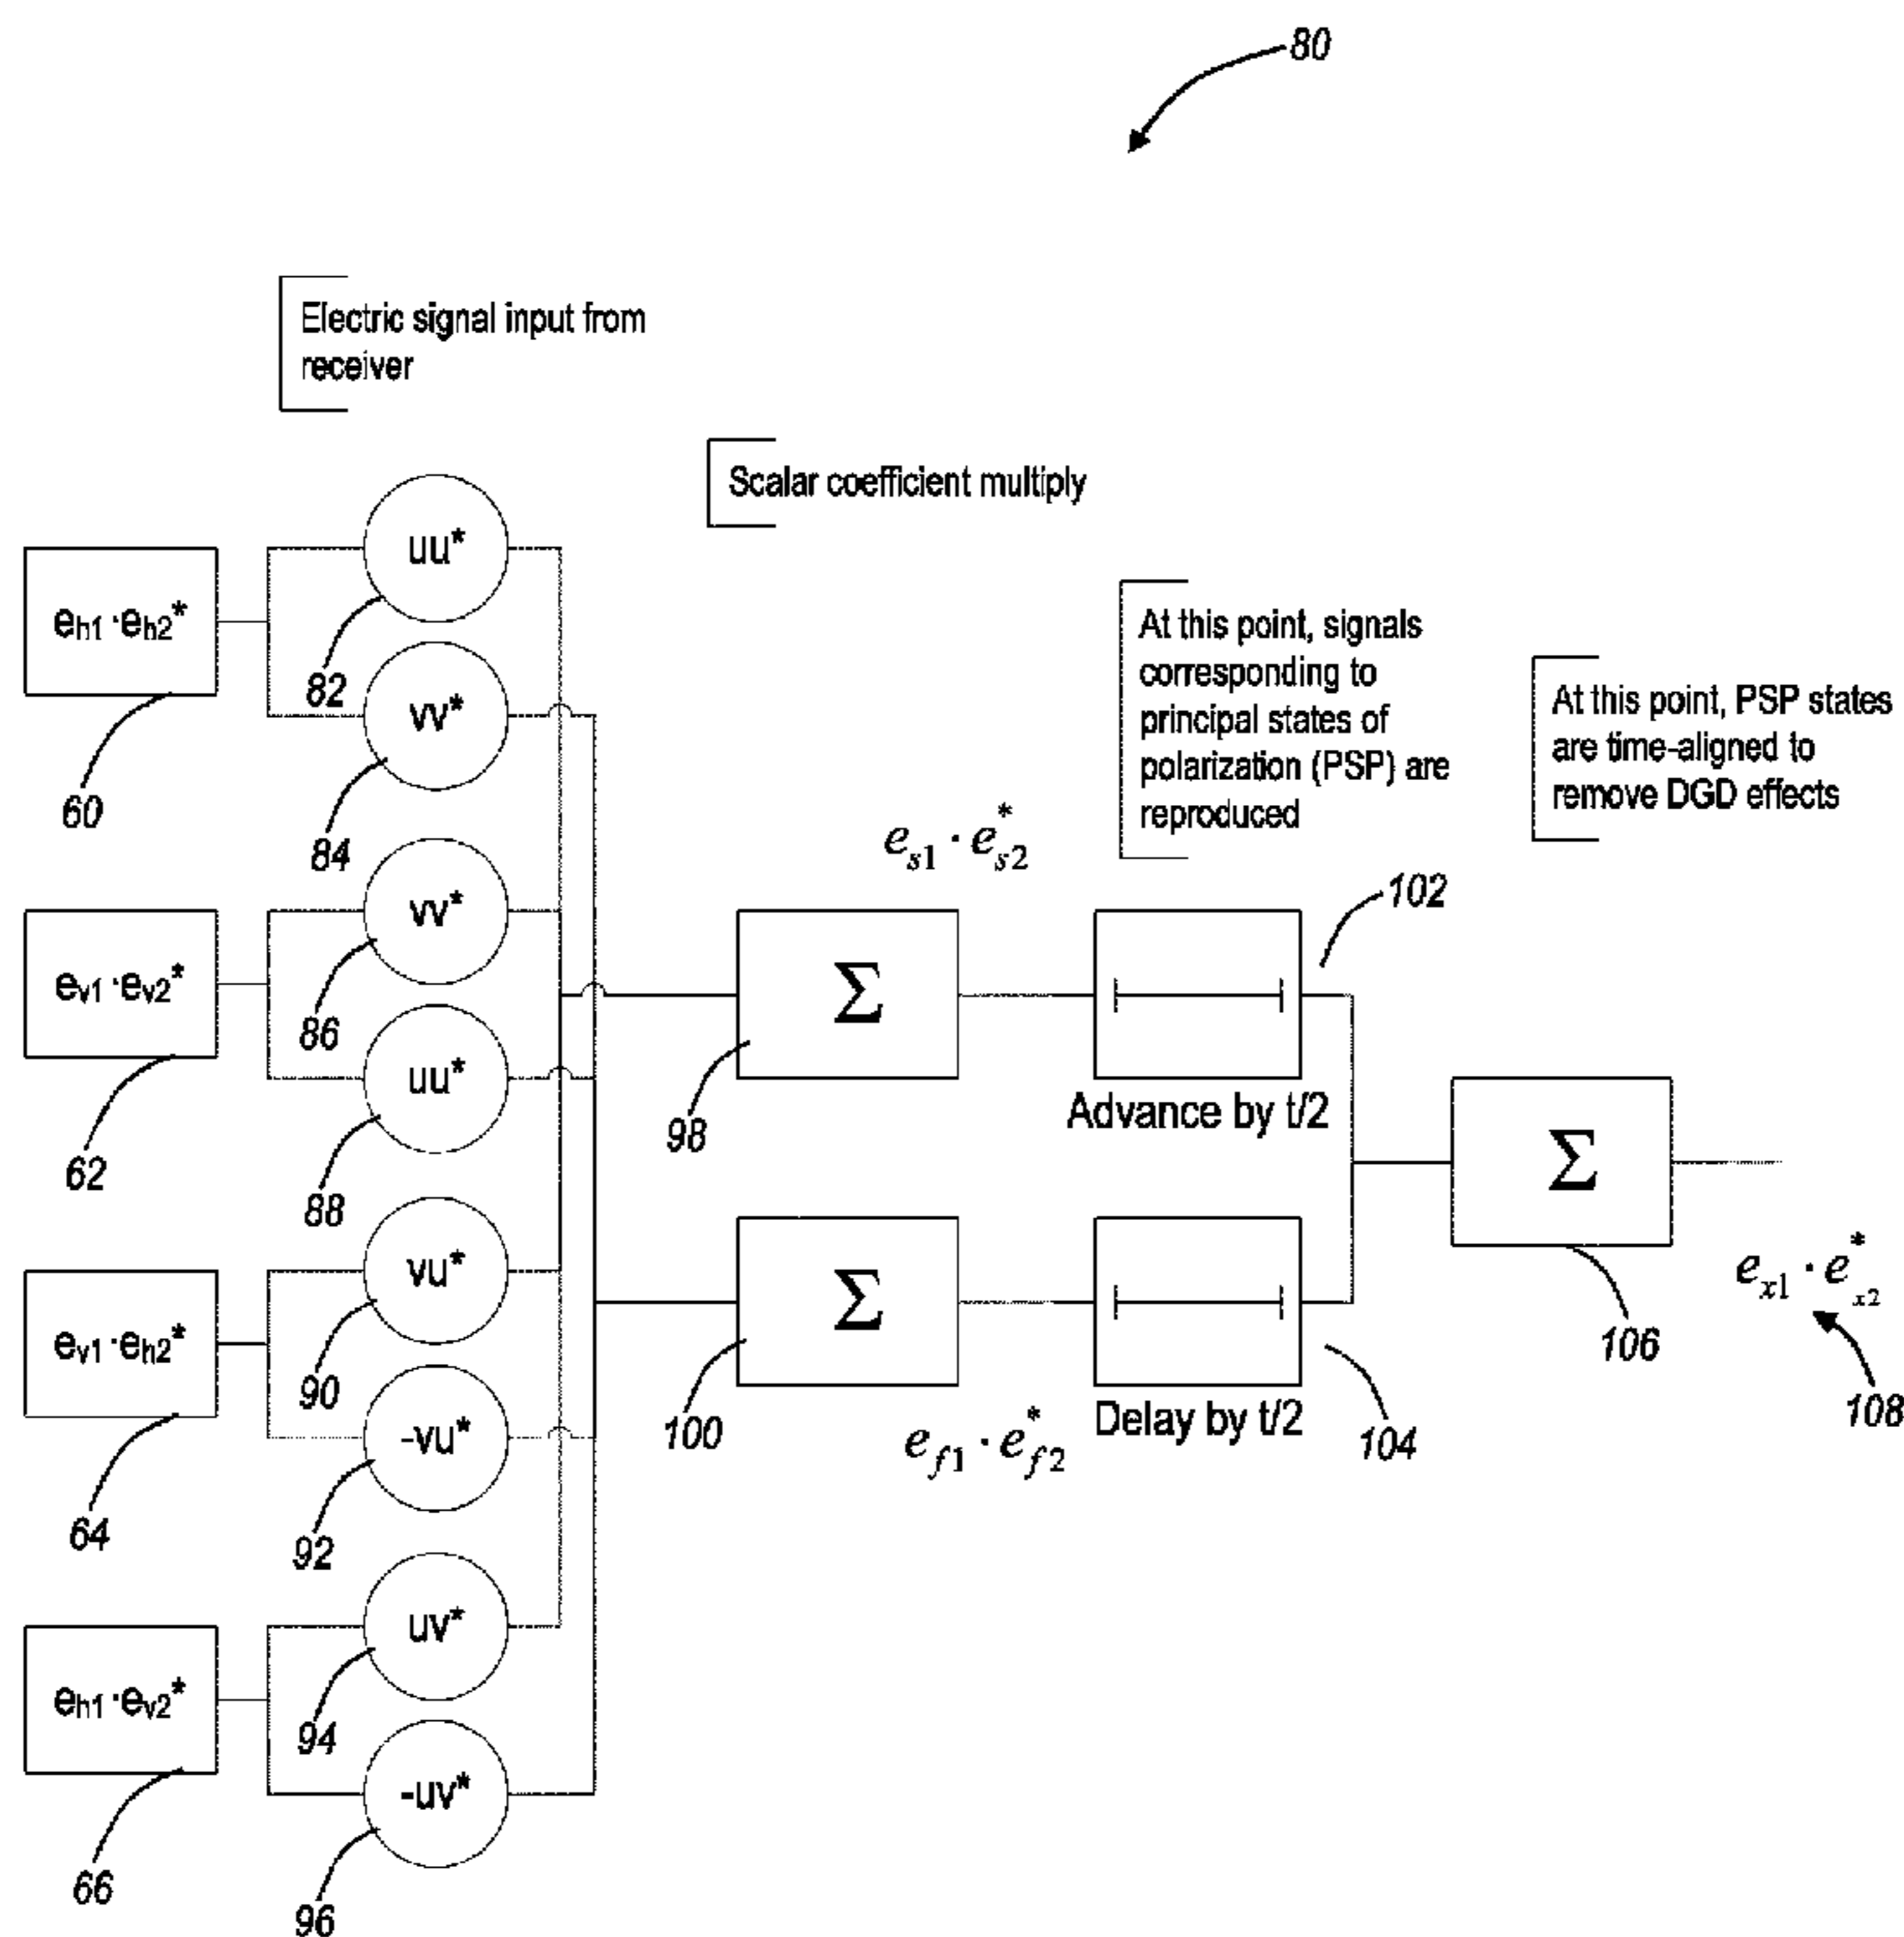 80
Electric signal input from
receiver
Scalar coefficient multiply
At this point, signals
corresponding to
principal states of
polarization (PSP) are
reproduced
At this point, PSP states
are time-aligned to
remove DGD effects
eh1 · eh2*
60
uu*
82
vv*
84
ev1 · ev2*
62
vv*
86
uu*
88
ev1 · eh2*
64
vu*
90
-vu*
92
eh1 · ev2*
66
uv*
94
-uv*
96
es1 · es2*
Σ
98
102
Advance by t/2
Σ
100
ef1 · ef2*
Delay by t/2
104
Σ
106
ex1 · ex2*
108